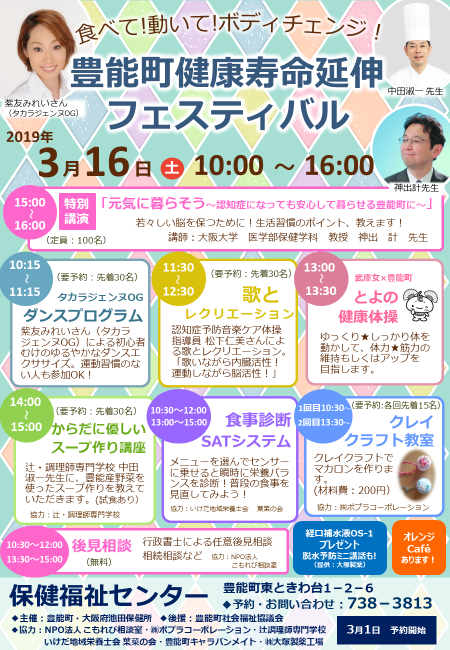 食べて!動いて!ボディチェンジ!
豊能町健康寿命延伸
フェスティバル
紫友みれいさん
(タカラジェンヌOG)
中田淑一 先生
神出計先生
2019年
3月16日 土 10:00 ～ 16:00
15:00
～
16:00
特別
講演
「元気に暮らそう～認知症になっても安心して暮らせる豊能町に～」
若々しい脳を保つために！生活習慣のポイント、教えます！
(定員：100名)
講師：大阪大学 医学部保健学科 教授 神出 計 先生
10:15
～
11:15
(要予約：先着30名)
タカラジェンヌOG
ダンスプログラム
紫友みれいさん（タカラ
ジェンヌOG）による初心者
むけのゆるやかなダンスエ
クササイズ。運動習慣のな
い人も参加OK！
11:30
～
12:30
(要予約：先着30名)
歌と
レクリエーション
認知症予防音楽ケア体操
指導員 松下仁美さんによ
る歌とレクリエーション。
「歌いながら内臓活性！
運動しながら脳活性！」
13:00
～
13:30
武庫女×豊能町
とよの
健康体操
ゆっくり★しっかり体を
動かして、体力★筋力の
維持もしくはアップを
目指します。
14:00
～
15:00
(要予約：先着30名)
からだに優しい
スープ作り講座
辻・調理師専門学校 中田
淑一先生に、豊能産野菜を
使ったスープ作りを教えて
いただきます。(試食あり)
協力：辻・調理師専門学校
10:30～12:00
13:00～15:00
食事診断
SATシステム
メニューを選んでセンサー
に乗せると瞬時に栄養バラ
ンスを診断！普段の食事を
見直してみよう！
協力：いけだ地域栄養士会 葉菜の会
1回目10:30～
2回目13:30～
(要予約:各回先着15名)
クレイ
クラフト教室
クレイクラフトで
マカロンを作りま
す。
(材料費：200円)
協力：㈱ポプラコーポレーション
10:30～12:00
13:30～15:00
後見相談
(無料)
行政書士による任意後見相談
相続相談など 協力：NPO法人
こもれび相談室
経口補水液OS-1
プレゼント
脱水予防ミニ講話も!
(提供：大塚製薬)
オレンジ
Café
あります！
保健福祉センター
豊能町東ときわ台1－2－6
◆予約・お問い合わせ：738－3813
◆主催：豊能町・大阪府池田保健所 ◆後援：豊能町社会福祉協議会
◆協力：NPO法人 こもれび相談室・㈱ポプラコーポレーション・辻調理師専門学校
いけだ地域栄養士会 葉菜の会・豊能町キャラバンメイト・㈱大塚製薬工場
3月1日 予約開始